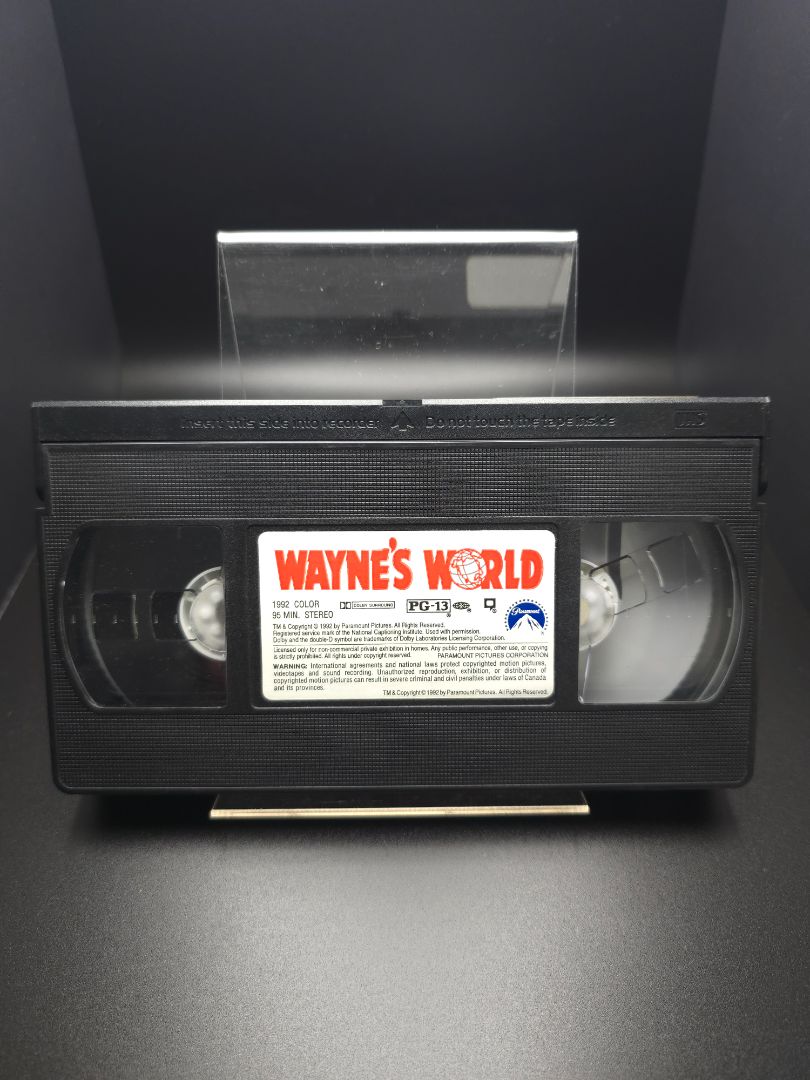 Insert this side into recorder Do not touch the tape inside VHS
WAYNE'S WORLD
1992 COLOR DOLBY SURROUND PG-13
95 MIN. STEREO Paramount
TM & Copyright © 1992 by Paramount Pictures. All Rights Reserved.
Registered service mark of the National Captioning Institute. Used with permission.
Dolby and the double-D symbol are trademarks of Dolby Laboratories Licensing Corporation.
Licensed only for non-commercial private exhibition in homes. Any public performance, other use, or copying
is strictly prohibited. All rights under copyright reserved. PARAMOUNT PICTURES CORPORATION
WARNING: International agreements and national laws protect copyrighted motion pictures,
videotapes and sound recording. Unauthorized reproduction, exhibition, or distribution of
copyrighted motion pictures can result in severe criminal and civil penalties under laws of Canada
and its provinces.
TM & Copyright © 1992 by Paramount Pictures. All Rights Reserved.